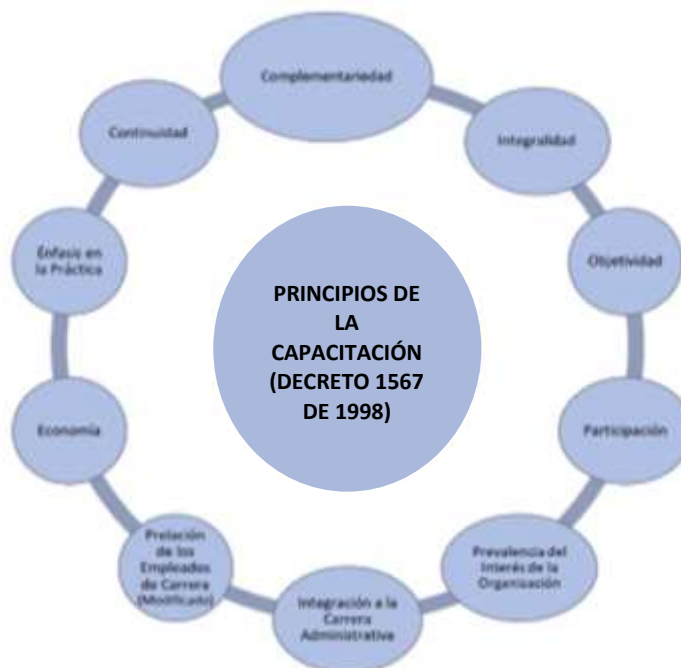 Complementariedad
Integralidad
Objetividad
Participación
Prevalencia del
Interés de la
Organización
Integración a la
Carrera
Administrativa
Prelación
de los
Empleados
de Carrera
(Modificado)
Economía
Énfasis en
la Práctica
Continuidad
PRINCIPIOS DE
LA
CAPACITACIÓN
(DECRETO 1567
DE 1998)